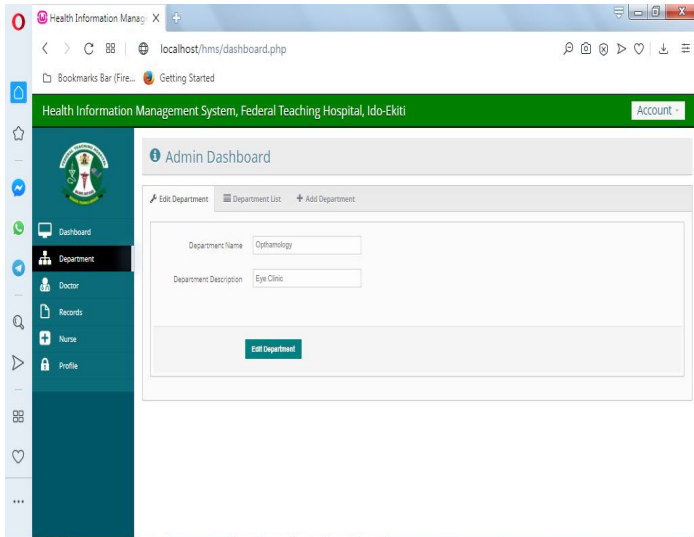 Health Information Manag
localhost/hms/dashboard.php
Bookmarks Bar (Fire... Getting Started
Health Information Management System, Federal Teaching Hospital, Ido-Ekiti Account
Admin Dashboard
Edit Department Department List Add Department
Dashboard
Department
Doctor
Records
Nurse
Profile
Department Name Opthamology
Department Description Eye Clinic
Edit Department